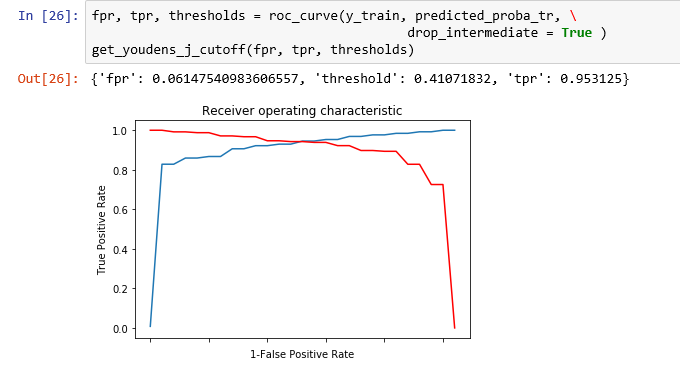 In [26]: fpr, tpr, thresholds = roc_curve(y_train, predicted_proba_tr, \
drop_intermediate = True )
get_youdens_j_cutoff(fpr, tpr, thresholds)
Out[26]: {'fpr': 0.06147540983606557, 'threshold': 0.41071832, 'tpr': 0.953125}
Receiver operating characteristic
1.0
0.8
0.6
0.4
0.2
0.0
True Positive Rate
1-False Positive Rate